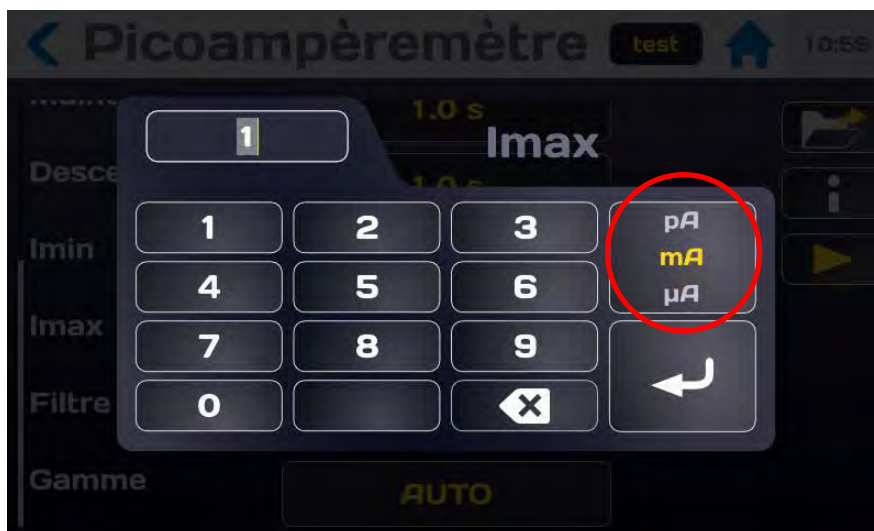 Picoampèremètre test 10:59
1.0 s
1 Imax
Desce 1.0 s
1 2 3 pA
Imin mA
4 5 6 µA
Imax
7 8 9
Filtre 0
Gamme AUTO